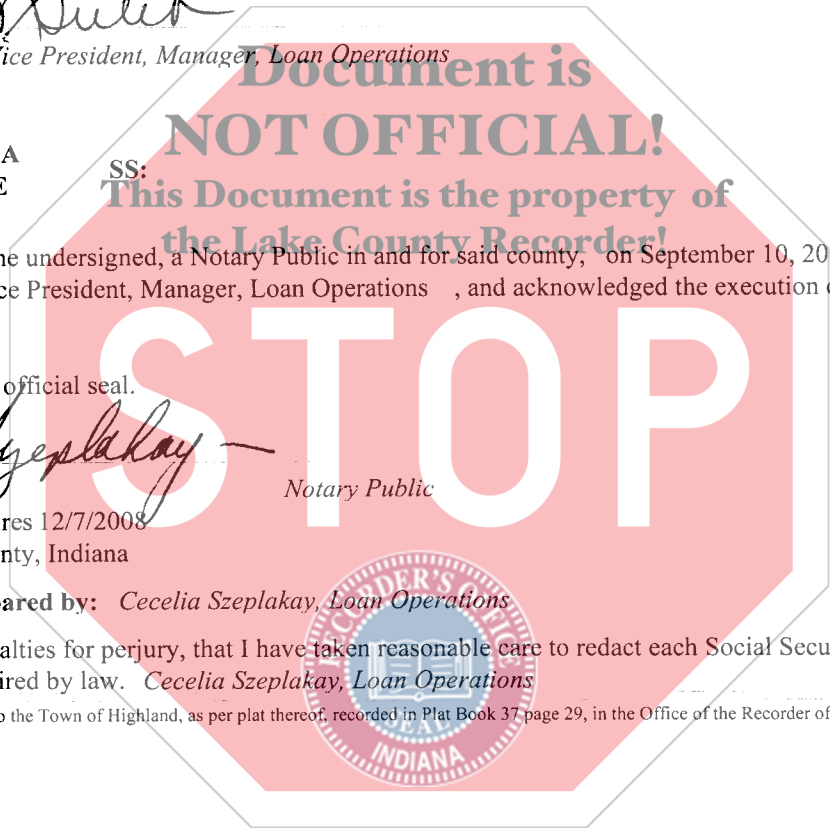 Vice President, Manager, Loan Operations
Document is
NOT OFFICIAL!
A
SS:
E
This Document is the property of
the Lake County Recorder!
ne undersigned, a Notary Public in and for said county, on September 10, 20
ce President, Manager, Loan Operations , and acknowledged the execution
STOP
official seal.
Notary Public
res 12/7/2008
nty, Indiana
ared by: Cecelia Szeplakay, Loan Operations
alties for perjury, that I have taken reasonable care to redact each Social Secu
ired by law. Cecelia Szeplakay, Loan Operations
o the Town of Highland, as per plat thereof, recorded in Plat Book 37 page 29, in the Office of the Recorder of
RECORDER'S OFFICE
SEAL
INDIANA